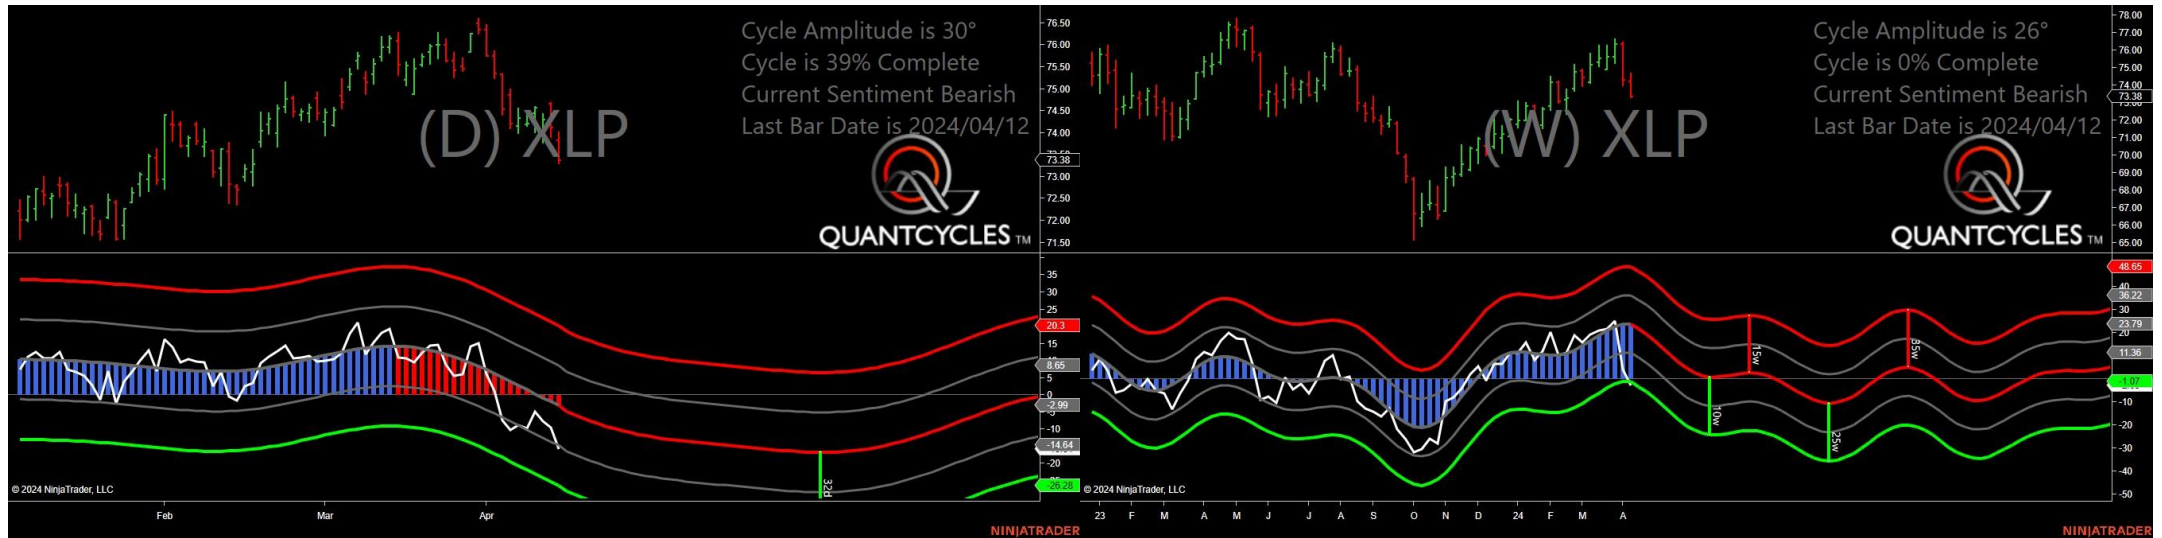 Cycle Amplitude is 30°
Cycle is 39% Complete
Current Sentiment Bearish
Last Bar Date is 2024/04/12
(D) XLP
QUANTCYCLES TM
76.50
76.00
75.50
75.00
74.50
74.00
73.38
73.00
72.50
72.00
71.50
35
30
25
20.3
15
8.65
5
0
-2.99
-10
-14.64
-20
-26.28
32d
© 2024 NinjaTrader, LLC
Feb Mar Apr
NINJATRADER
Cycle Amplitude is 26°
Cycle is 0% Complete
Current Sentiment Bearish
Last Bar Date is 2024/04/12
(W) XLP
QUANTCYCLES TM
78.00
77.00
76.00
75.00
74.00
73.38
72.00
71.00
70.00
69.00
68.00
67.00
66.00
65.00
48.65
40
36.22
30
23.79
20
11.36
-1.07
-10
-20
-30
-40
-50
10w
15w
25w
35w
© 2024 NinjaTrader, LLC
23 F M A M J J A S O N D 24 F M A
NINJATRADER